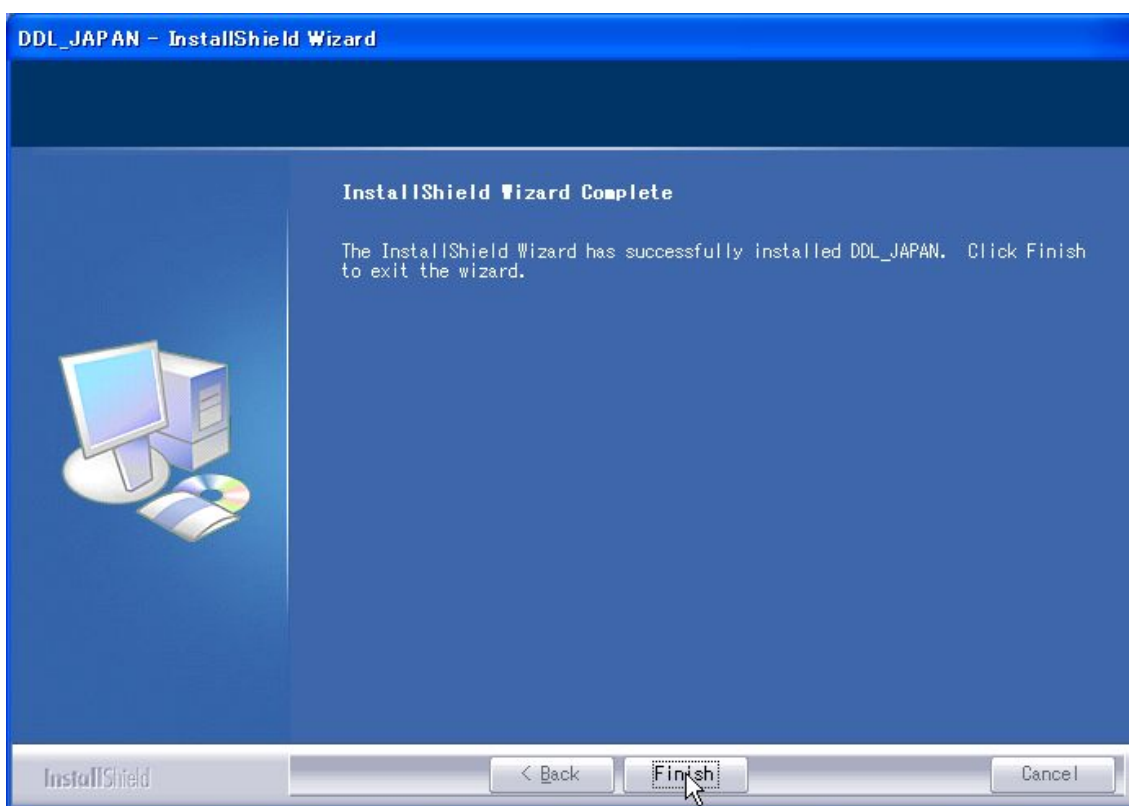 DDL_JAPAN - InstallShield Wizard
InstallShield Wizard Complete
The InstallShield Wizard has successfully installed DDL_JAPAN. Click Finish
to exit the wizard.
InstallShield
< Back
Finish
Cancel